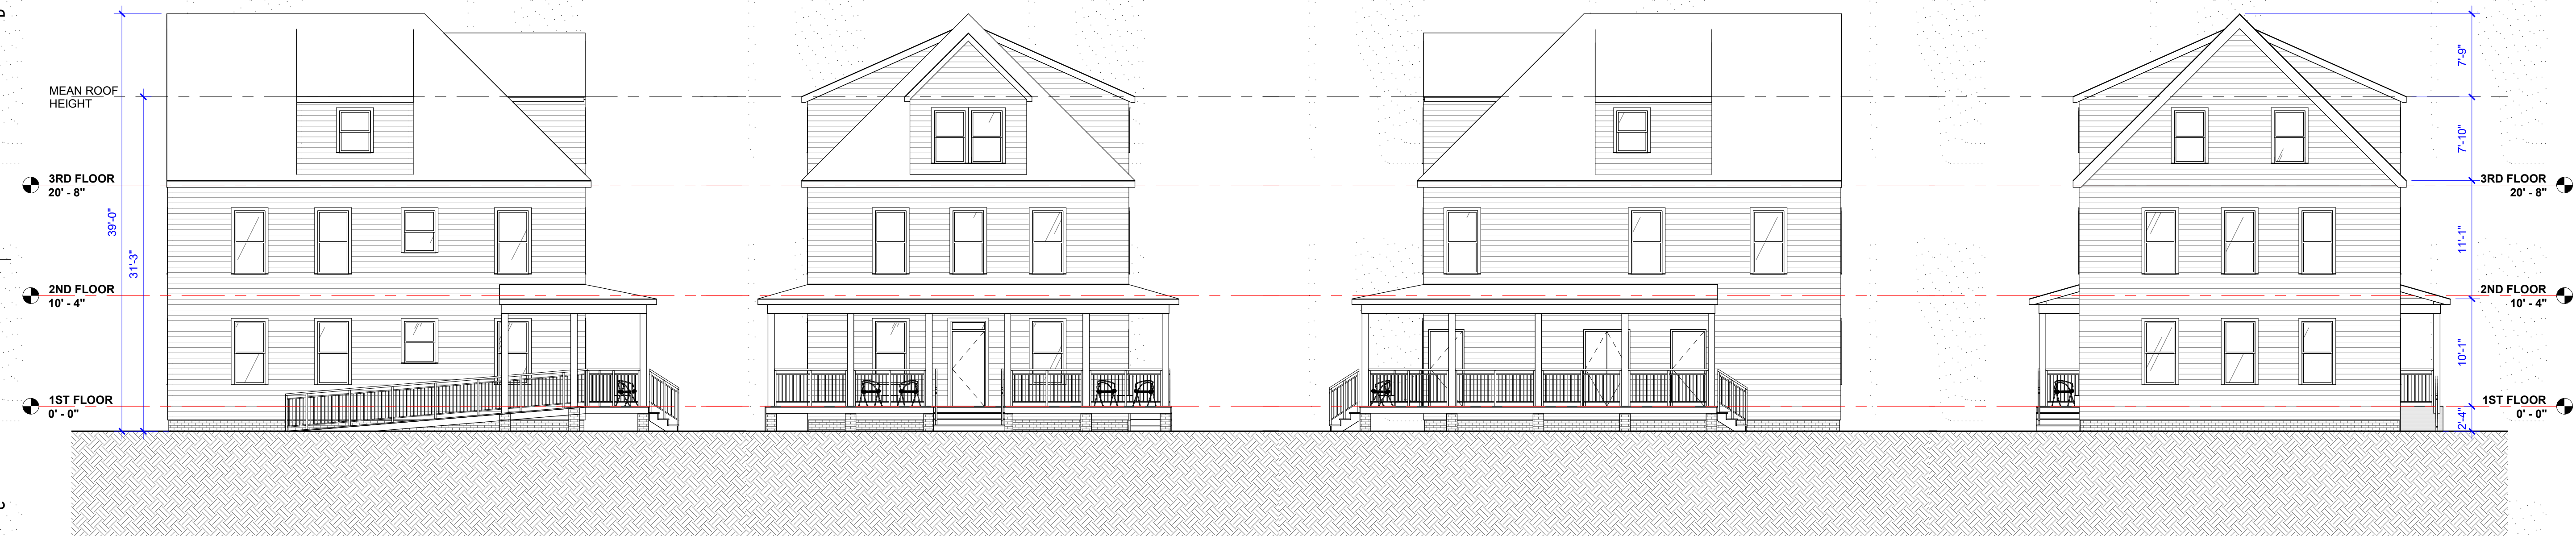 D
MEAN ROOF
HEIGHT
3RD FLOOR
20' - 8"
2ND FLOOR
10' - 4"
1ST FLOOR
0' - 0"
39'-0"
31'-3"
7'-9"
7'-10"
11'-1"
10'-1"
2'-4"
3RD FLOOR
20' - 8"
2ND FLOOR
10' - 4"
1ST FLOOR
0' - 0"
C